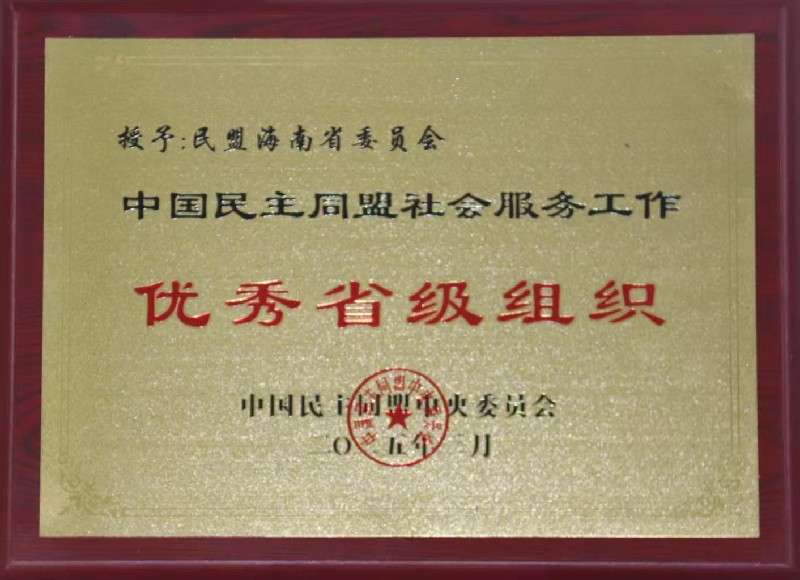 授予:民盟海南省委员会
中国民主同盟社会服务工作
优秀省级组织
中国民主同盟中央委员会
二〇一五年三月